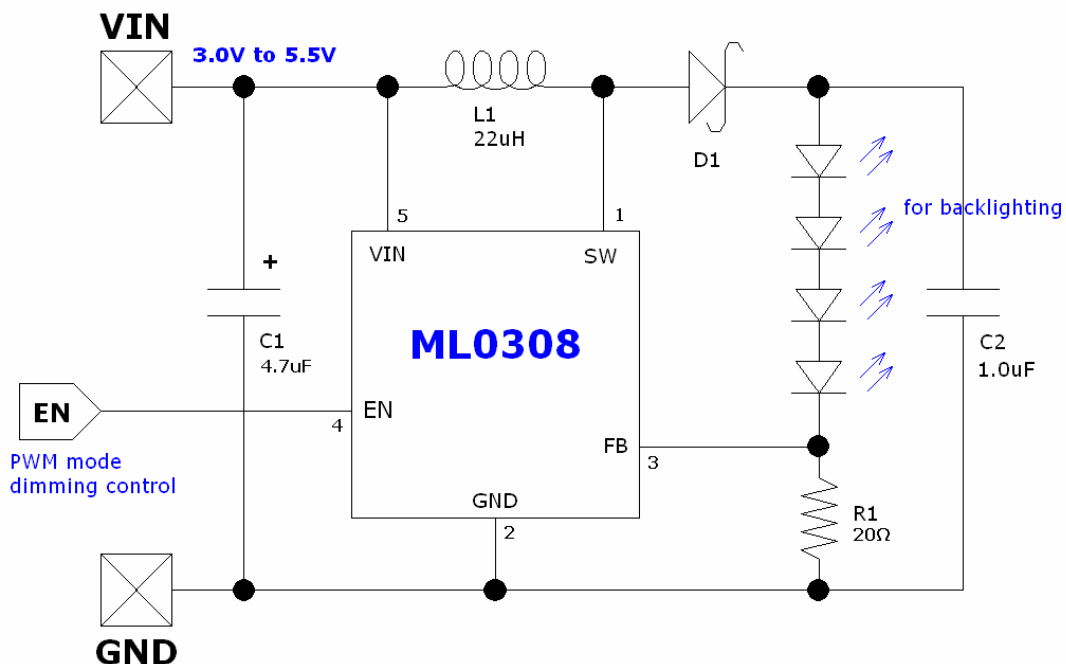 VIN
3.0V to 5.5V
L1
22uH
D1
5
1
for backlighting
VIN
SW
+
C1
4.7uF
ML0308
C2
1.0uF
EN
4
EN
FB
3
PWM mode
dimming control
GND
2
R1
20Ω
GND